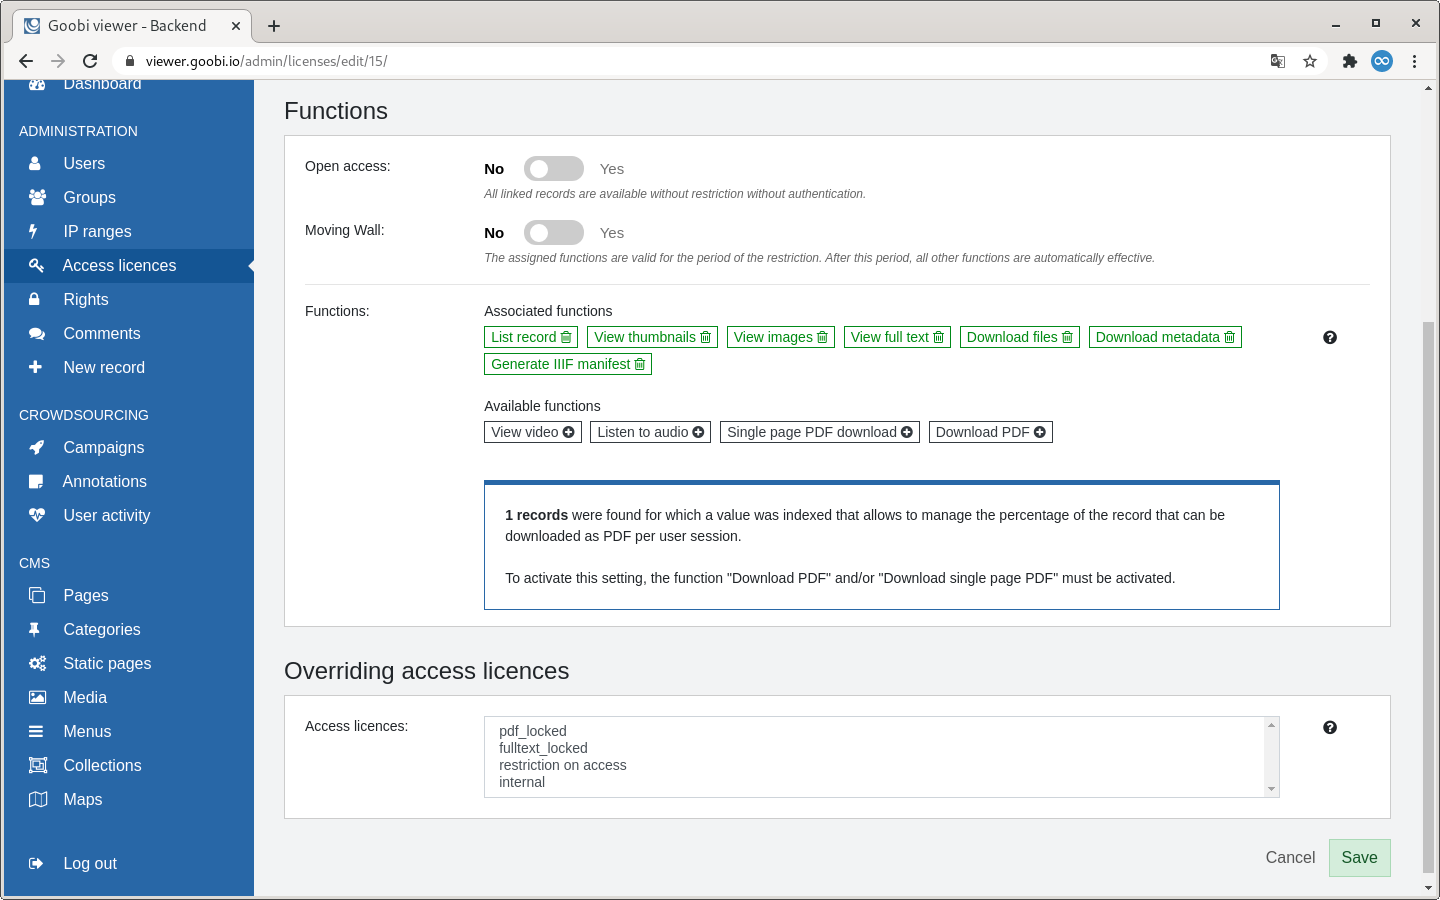 Goobi viewer - Backend
viewer.goobi.io/admin/licenses/edit/15/
Dashboard
ADMINISTRATION
Users
Groups
IP ranges
Access licences
Rights
Comments
New record
CROWDSOURCING
Campaigns
Annotations
User activity
CMS
Pages
Categories
Static pages
Media
Menus
Collections
Maps
Log out
Functions
Open access:
No Yes
All linked records are available without restriction without authentication.
Moving Wall:
No Yes
The assigned functions are valid for the period of the restriction. After this period, all other functions are automatically effective.
Functions:
Associated functions
List record View thumbnails View images View full text Download files Download metadata
Generate IIIF manifest
Available functions
View video Listen to audio Single page PDF download Download PDF
1 records were found for which a value was indexed that allows to manage the percentage of the record that can be
downloaded as PDF per user session.
To activate this setting, the function "Download PDF" and/or "Download single page PDF" must be activated.
Overriding access licences
Access licences:
pdf_locked
fulltext_locked
restriction on access
internal
Cancel Save